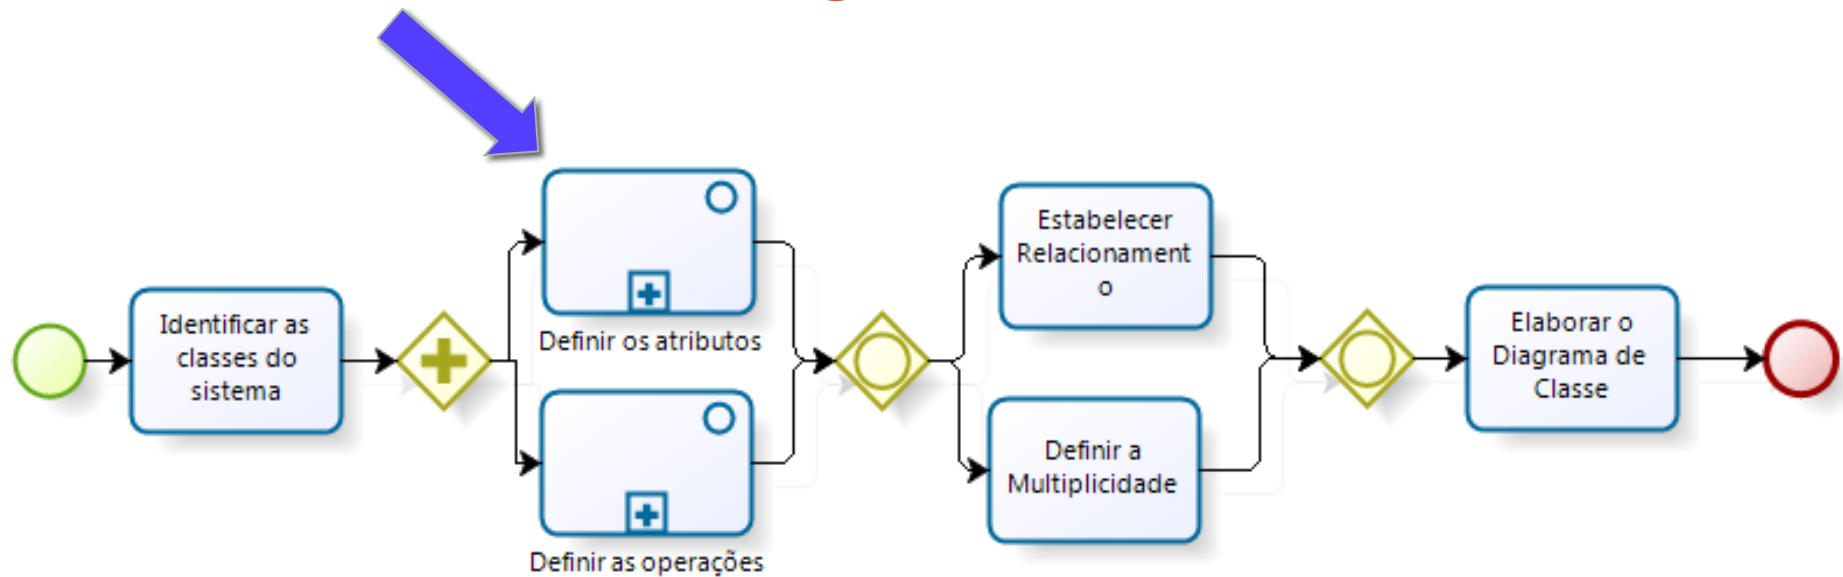 Identificar as
classes do
sistema
Definir os atributos
Definir as operações
Estabelecer
Relacionament
o
Definir a
Multiplicidade
Elaborar o
Diagrama de
Classe